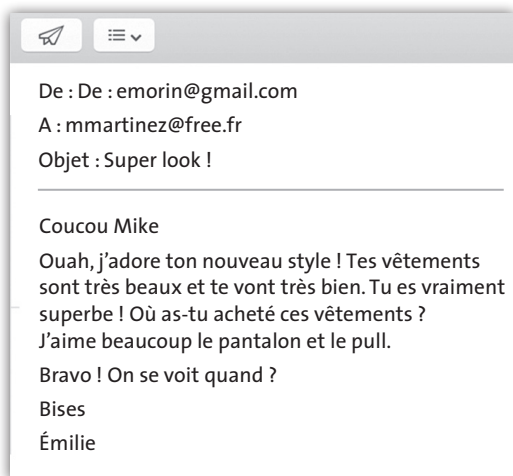 De : De : emorin@gmail.com
A : mmartinez@free.fr
Objet : Super look !
Coucou Mike
Ouah, j’adore ton nouveau style ! Tes vêtements
sont très beaux et te vont très bien. Tu es vraiment
superbe ! Où as-tu acheté ces vêtements ?
J’aime beaucoup le pantalon et le pull.
Bravo ! On se voit quand ?
Bises
Émilie